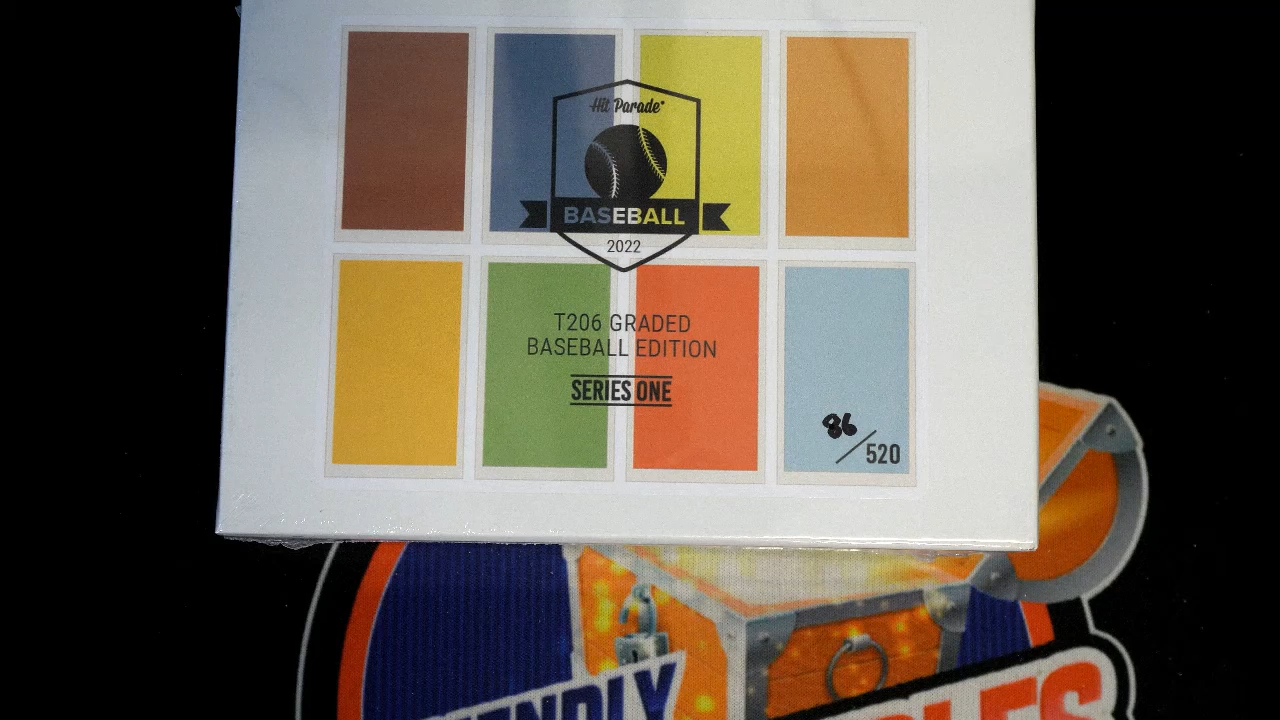 Hit Parade
BASEBALL
2022
T206 GRADED
BASEBALL EDITION
SERIES ONE
86/520